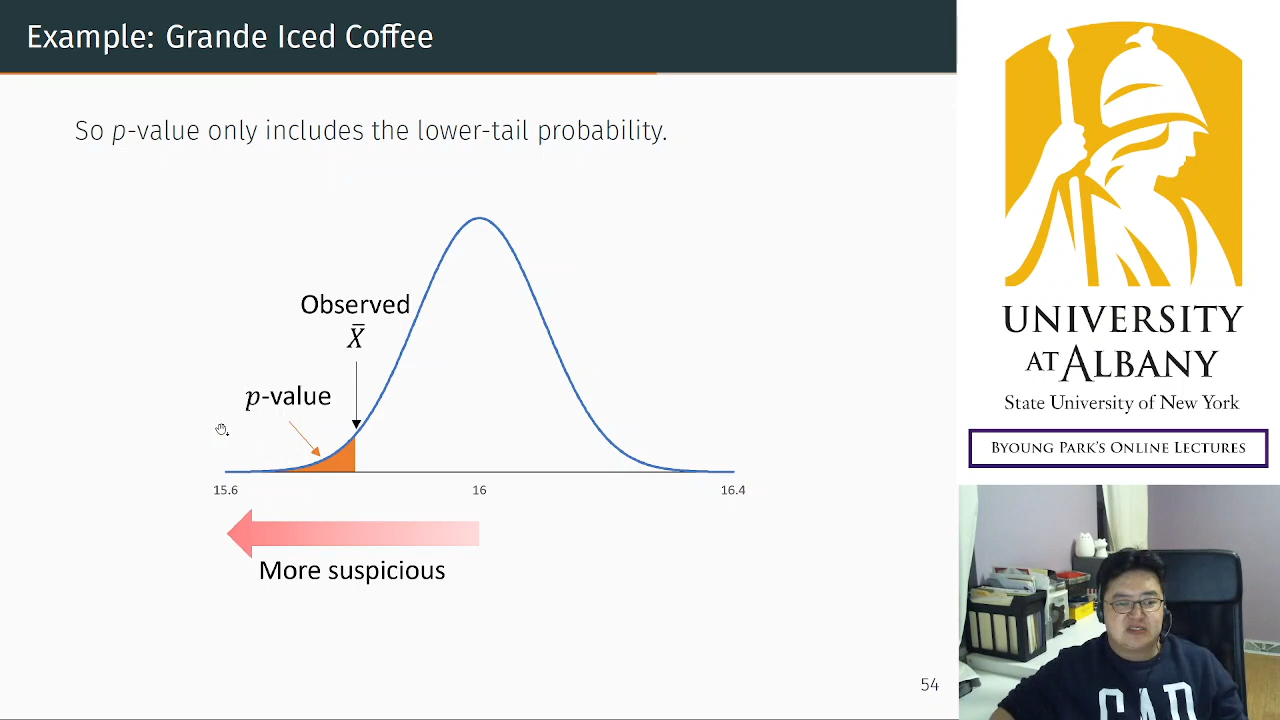 Example: Grande Iced Coffee
So p-value only includes the lower-tail probability.
Observed
X̄
p-value
15.6
16
16.4
More suspicious
54
UNIVERSITY
AT ALBANY
State University of New York
BYOUNG PARK'S ONLINE LECTURES
GAP